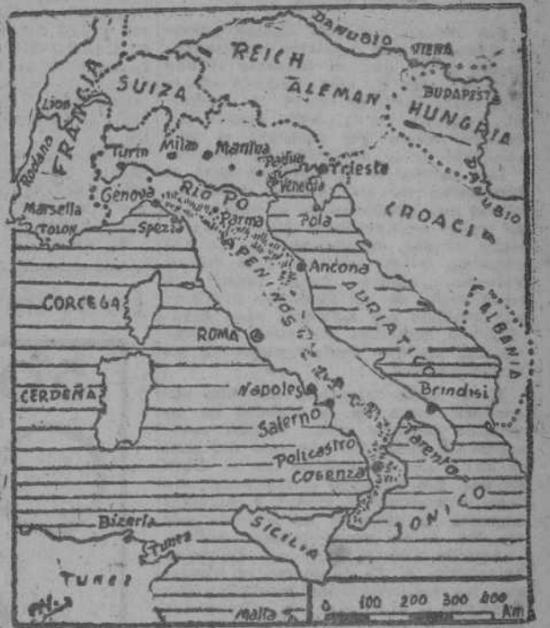 DANUBIO
VIENA
REICH
ALEMAN
SUIZA
FRANCIA
BUDAPEST
HUNGRIA
Lion
Rodano
DANUBIO
Turin
Milan
Mantua
Padua
Trieste
Venecia
Genova
RIO PO
Marsella
TOLON
Spezia
Parma
Pola
CROACIA
APENINOS
Ancona
ADRIATICO
ALBANIA
CORCEGA
ROMA
CERDEÑA
Napoles
Brindisi
Salerno
Tarento
Policastro
COSENZA
JONICO
Bizerta
Tunez
SICILIA
TUNEZ
Malta
0 100 200 300 400
Km